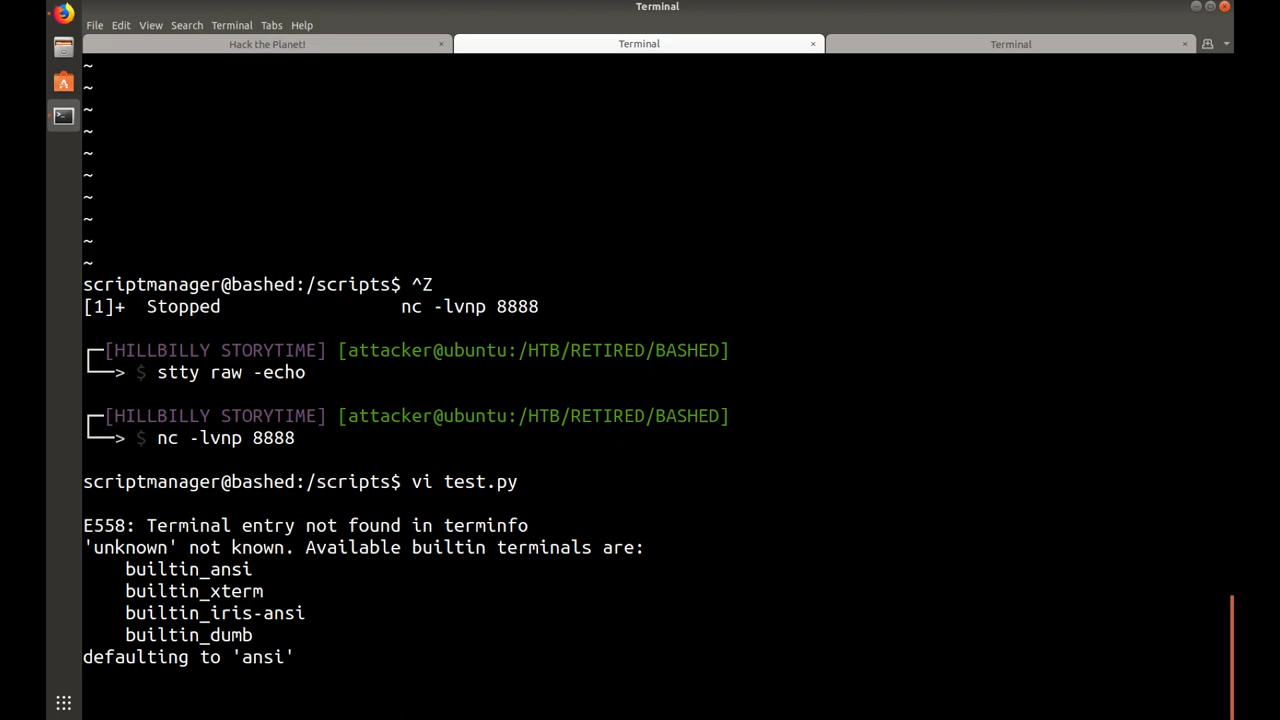 Terminal
File Edit View Search Terminal Tabs Help
Hack the Planet! × Terminal × Terminal ×
~
~
~
~
~
~
~
~
~
~
scriptmanager@bashed:/scripts$ ^Z
[1]+  Stopped                 nc -lvnp 8888
┌─[HILLBILLY STORYTIME] [attacker@ubuntu:/HTB/RETIRED/BASHED]
└──> $ stty raw -echo
┌─[HILLBILLY STORYTIME] [attacker@ubuntu:/HTB/RETIRED/BASHED]
└──> $ nc -lvnp 8888
scriptmanager@bashed:/scripts$ vi test.py
E558: Terminal entry not found in terminfo
'unknown' not known. Available builtin terminals are:
    builtin_ansi
    builtin_xterm
    builtin_iris-ansi
    builtin_dumb
defaulting to 'ansi'